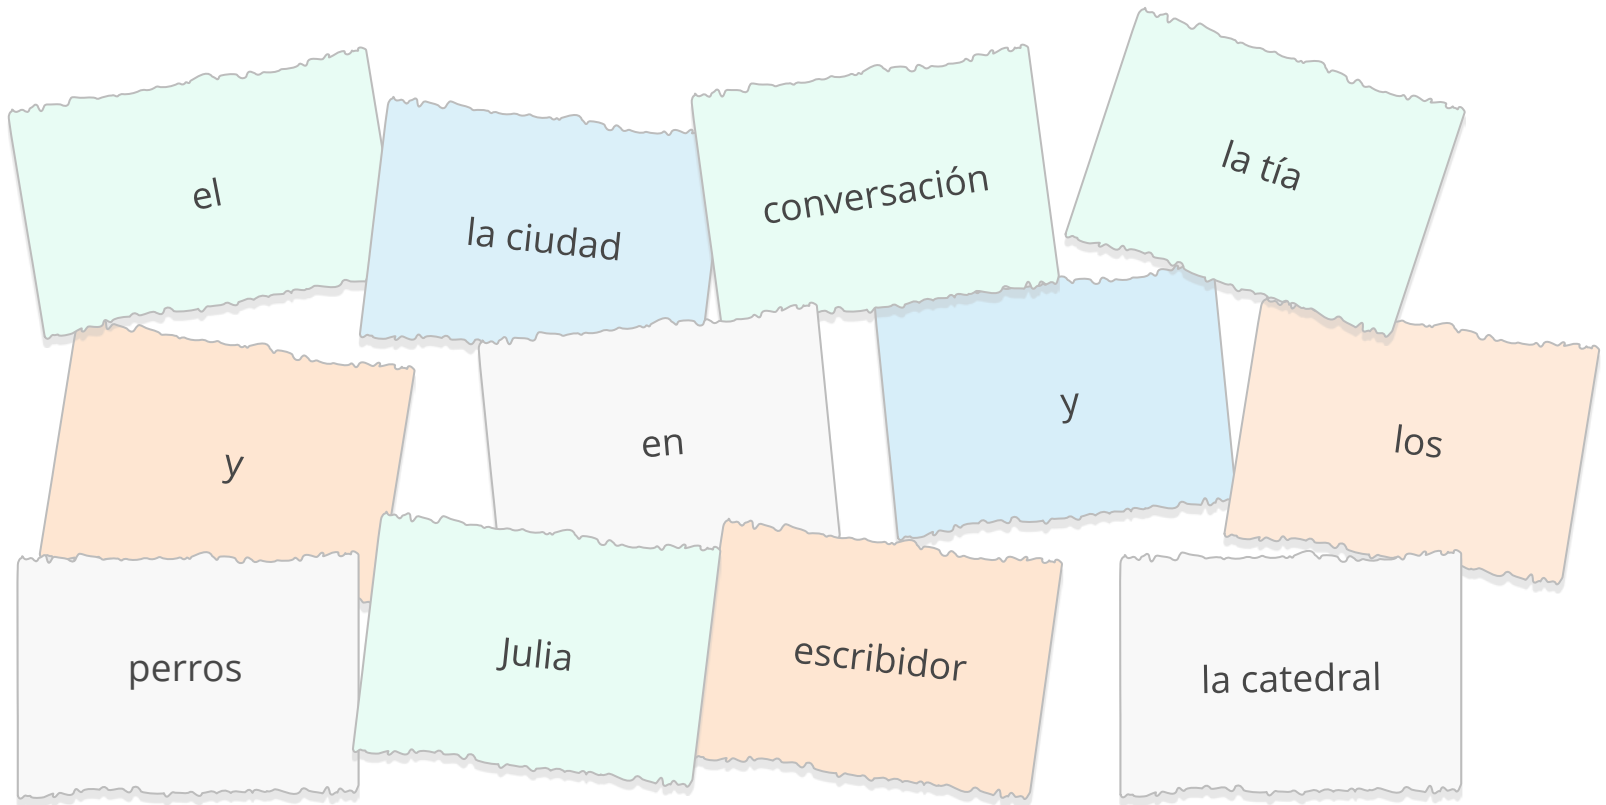 el
la ciudad
conversación
la tía
y
en
y
los
perros
Julia
escribidor
la catedral